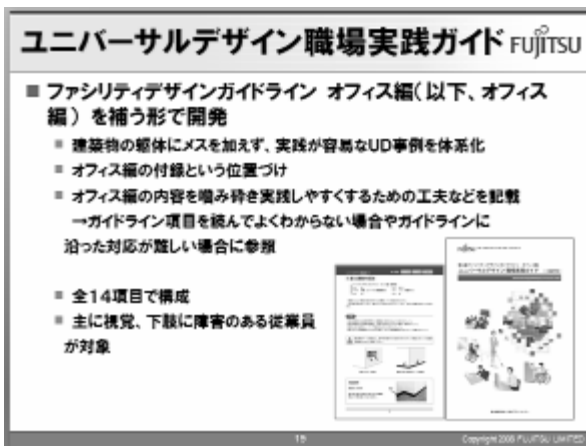 ユニバーサルデザイン職場実践ガイド
FUJITSU
■ ファシリティデザインガイドライン オフィス編(以下、オフィス
編) を補う形で開発
■ 建築物の躯体にメスを加えず、実践が容易なUD事例を体系化
■ オフィス編の付録という位置づけ
■ オフィス編の内容を噛み砕き実践しやすくするための工夫などを記載
→ガイドライン項目を読んでよくわからない場合やガイドラインに
沿った対応が難しい場合に参照
■ 全14項目で構成
■ 主に視覚、下肢に障害のある従業員
が対象
19
FUJITSU LIMITED